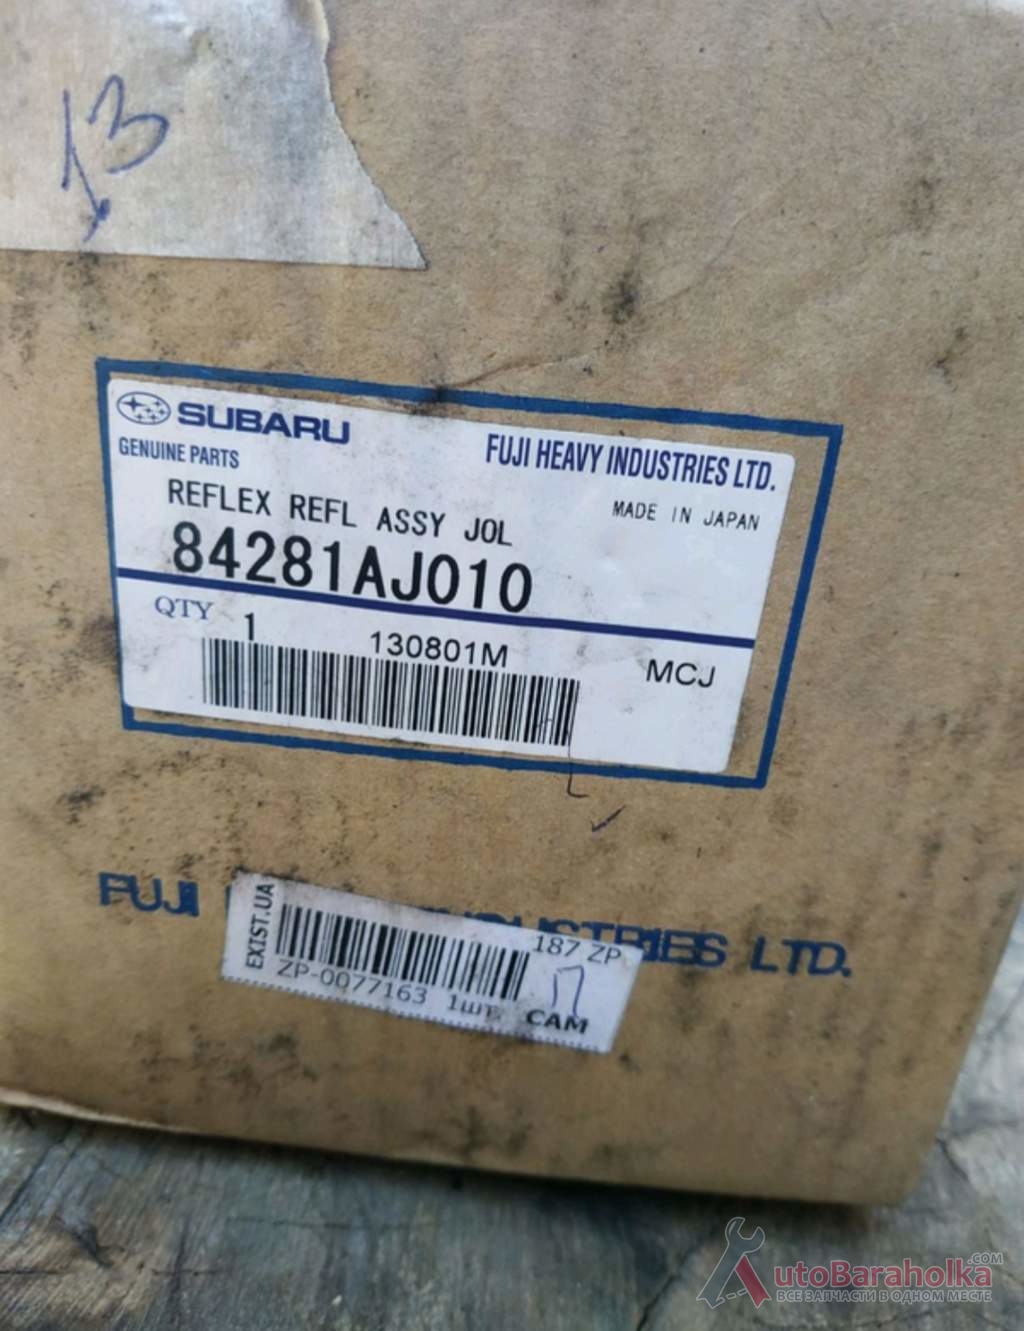 13
SUBARU
GENUINE PARTS
FUJI HEAVY INDUSTRIES LTD.
REFLEX REFL ASSY JOL
MADE IN JAPAN
84281AJ010
QTY 1
130801M
MCJ
FUJI INDUSTRIES LTD.
EXIST.UA
187 ZP
17
ZP-0077163 1шт.
CAM
AutoBaraholka.COM
ВСЕ ЗАПЧАСТИ В ОДНОМ МЕСТЕ